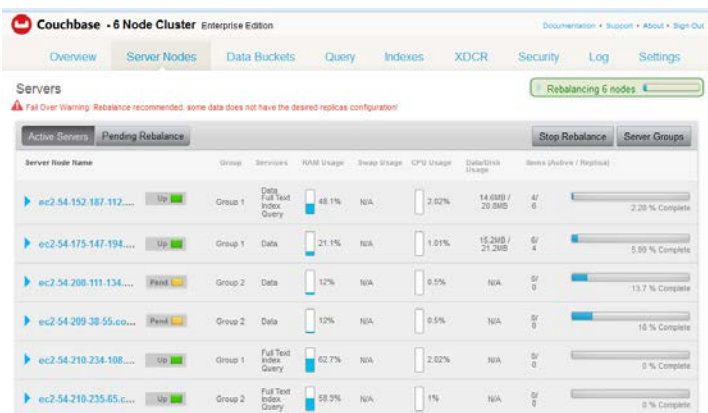 Couchbase • 6 Node Cluster Enterprise Edition
Documentation • Support • About • Sign Out
Overview Server Nodes Data Buckets Query Indexes XDCR Security Log Settings
Servers
Rebalancing 6 nodes
Fail Over Warning: Rebalance recommended, some data does not have the desired replicas configuration!
Active Servers Pending Rebalance Stop Rebalance Server Groups
Server Node Name Group Services RAM Usage Swap Usage CPU Usage Data/Disk Usage Items (Active / Replica)
ec2-54-152-187-112.... Up Group 1 Data Full Text Index Query 48.1% N/A 2.02% 14.6MB / 20.8MB 4/ 6 2.20 % Complete
ec2-54-175-147-194.... Up Group 1 Data 21.1% N/A 1.01% 15.2MB / 21.2MB 6/ 4 5.99 % Complete
ec2-54-208-111-134.... Pend Group 2 Data 12% N/A 0.5% N/A 0/ 0 13.7 % Complete
ec2-54-209-38-55.co... Pend Group 2 Data 12% N/A 0.5% N/A 0/ 0 18 % Complete
ec2-54-210-234-108.... Up Group 1 Full Text Index Query 62.7% N/A 2.02% N/A 0/ 0 0 % Complete
ec2-54-210-235-65.c... Up Group 2 Full Text Index Query 58.9% N/A 1% N/A 0/ 0 0 % Complete